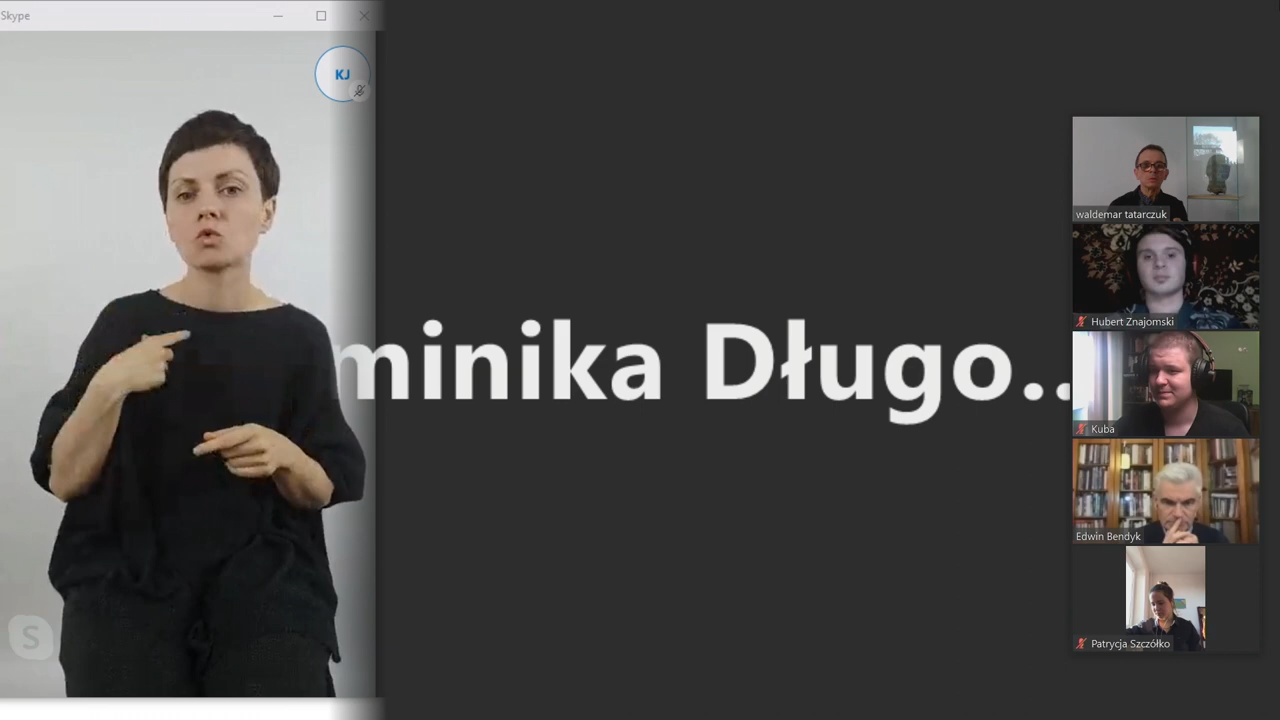 Skype
KJ
minika Długo...
waldemar tatarczuk
Hubert Znajomski
Kuba
Edwin Bendyk
Patrycja Szczółko
S